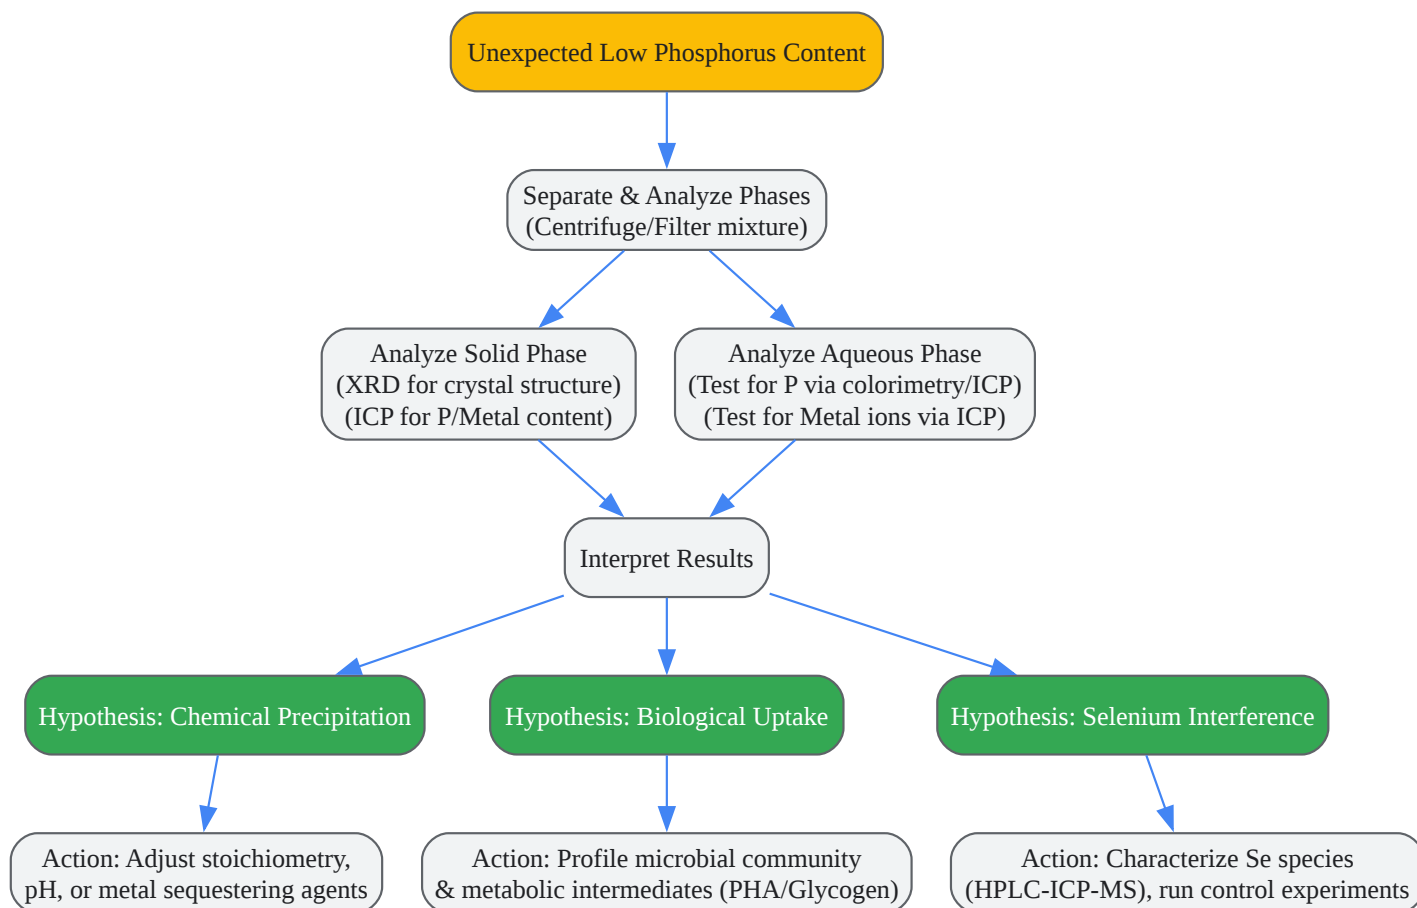 Unexpected Low Phosphorus Content
Separate & Analyze Phases
(Centrifuge/Filter mixture)
Analyze Solid Phase
(XRD for crystal structure)
(ICP for P/Metal content)
Analyze Aqueous Phase
(Test for P via colorimetry/ICP)
(Test for Metal ions via ICP)
Interpret Results
Hypothesis: Chemical Precipitation
Hypothesis: Biological Uptake
Hypothesis: Selenium Interference
Action: Adjust stoichiometry,
pH, or metal sequestering agents
Action: Profile microbial community
& metabolic intermediates (PHA/Glycogen)
Action: Characterize Se species
(HPLC-ICP-MS), run control experiments